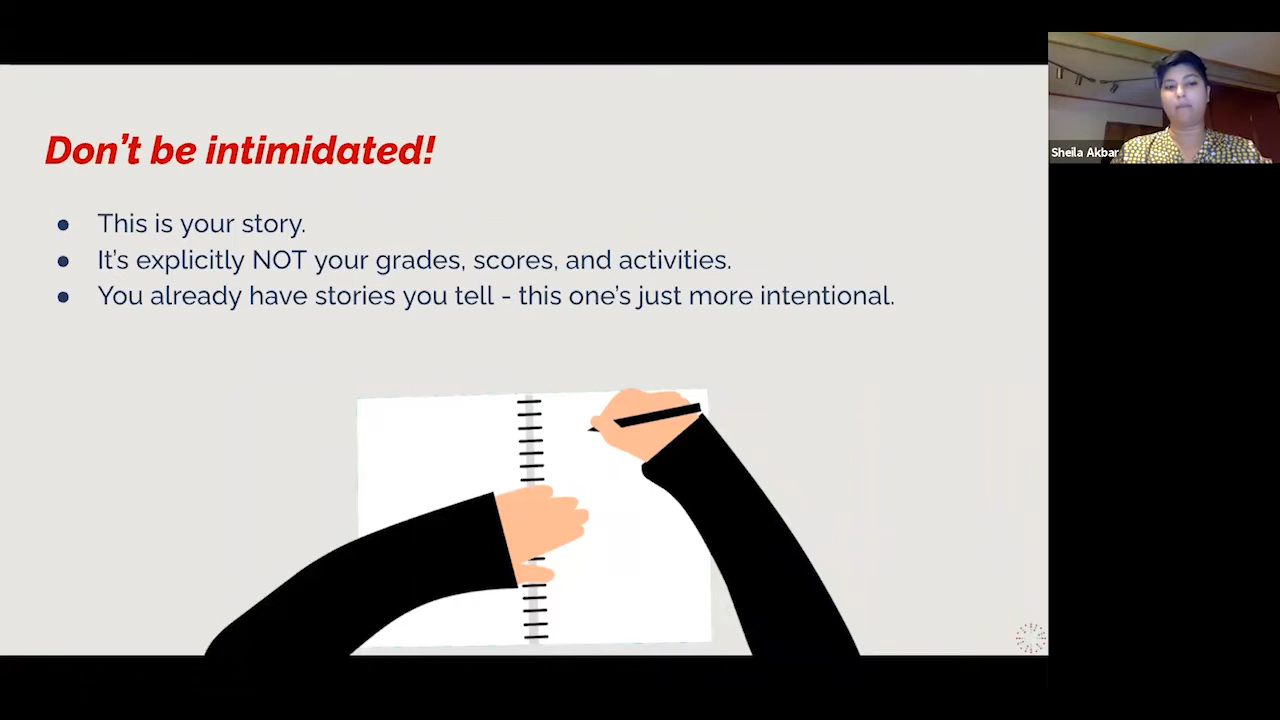 Don't be intimidated!
● This is your story.
● It's explicitly NOT your grades, scores, and activities.
● You already have stories you tell - this one's just more intentional.
Sheila Akbar